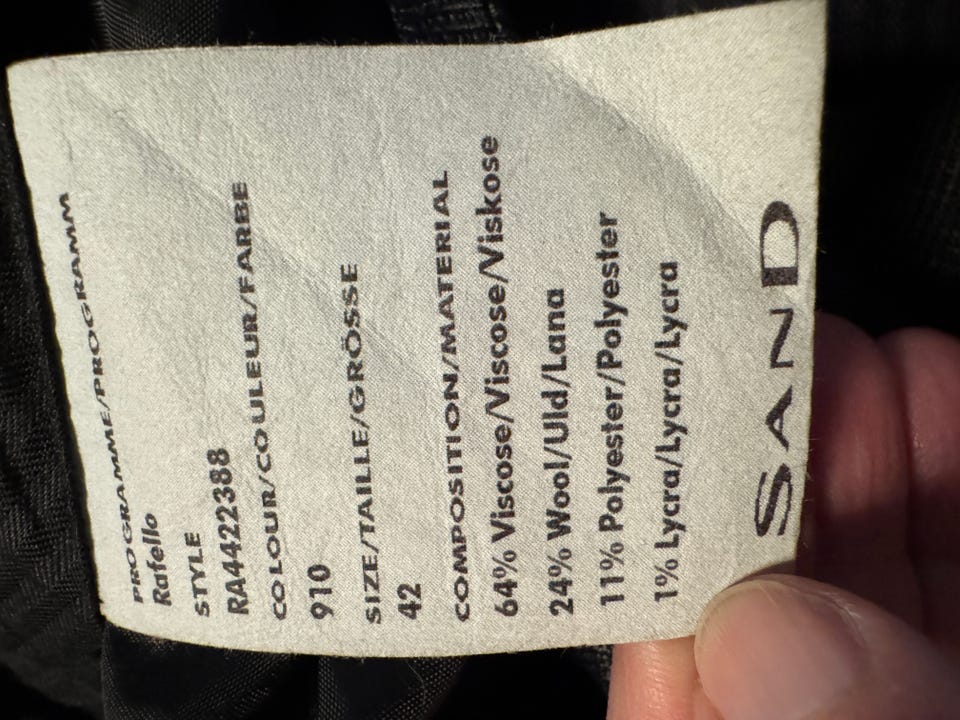 PROGRAMME/PROGRAMM
Rafello
STYLE
RA4422388
COLOUR/COULEUR/FARBE
910
SIZE/TAILLE/GRÖSSE
42
COMPOSITION/MATERIAL
64% Viscose/Viscose/Viskose
24% Wool/Uld/Lana
11% Polyester/Polyester
1% Lycra/Lycra/Lycra
SAND